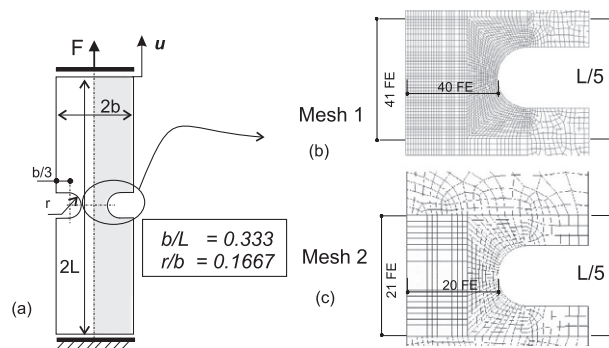 F
u
2b
b/3
r
2L
(a)
b/L = 0.333
r/b = 0.1667
Mesh 1
(b)
41 FE
40 FE
L/5
Mesh 2
(c)
21 FE
20 FE
L/5